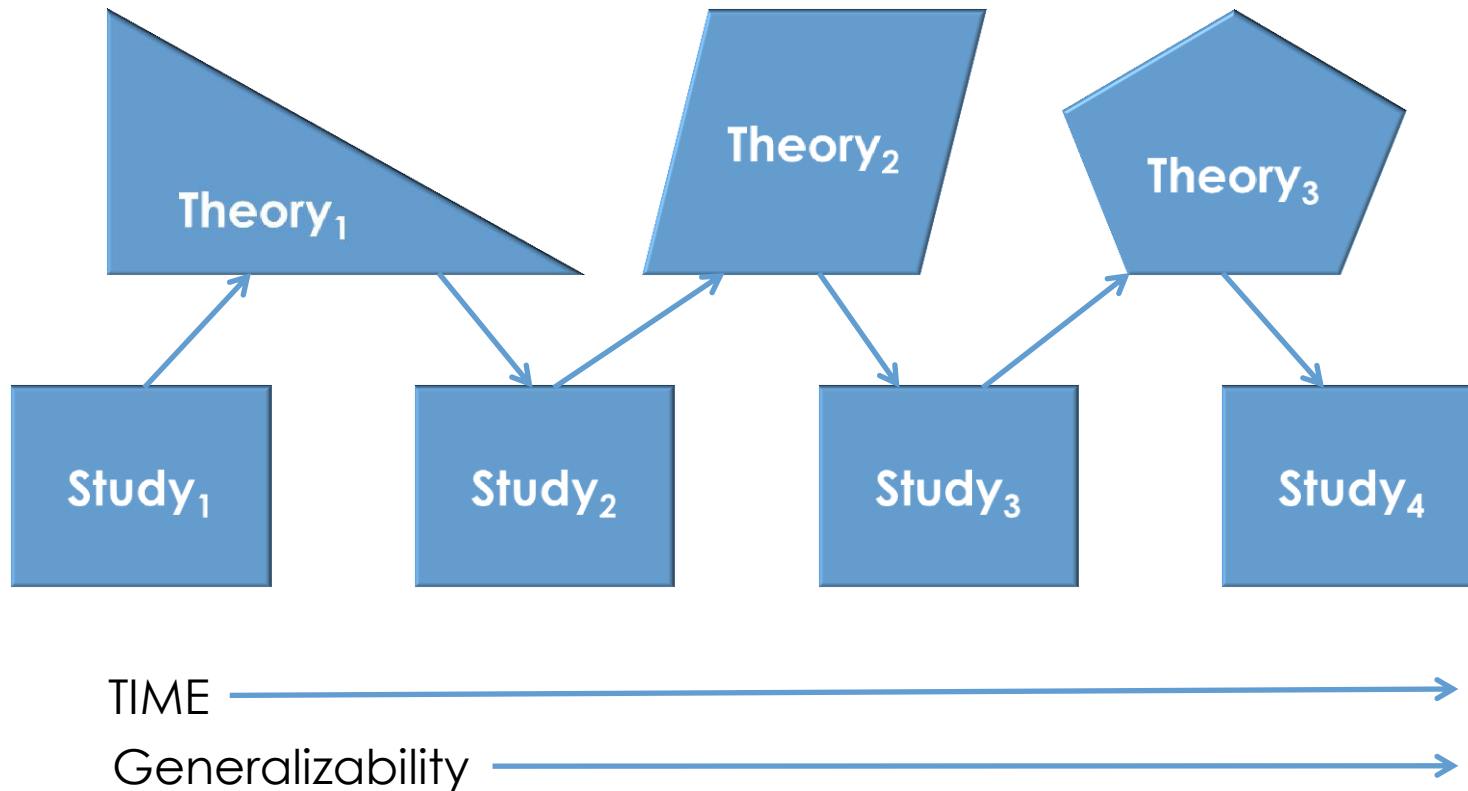 Theory₁
Theory₂
Theory₃
Study₁
Study₂
Study₃
Study₄
TIME
Generalizability